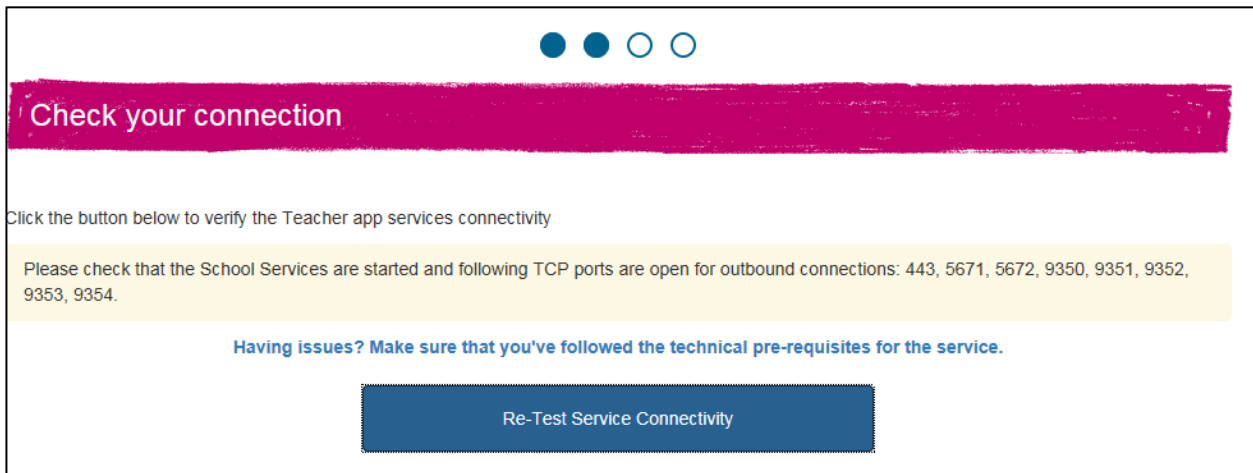 Check your connection
Click the button below to verify the Teacher app services connectivity
Please check that the School Services are started and following TCP ports are open for outbound connections: 443, 5671, 5672, 9350, 9351, 9352,
9353, 9354.
Having issues? Make sure that you've followed the technical pre-requisites for the service.
Re-Test Service Connectivity